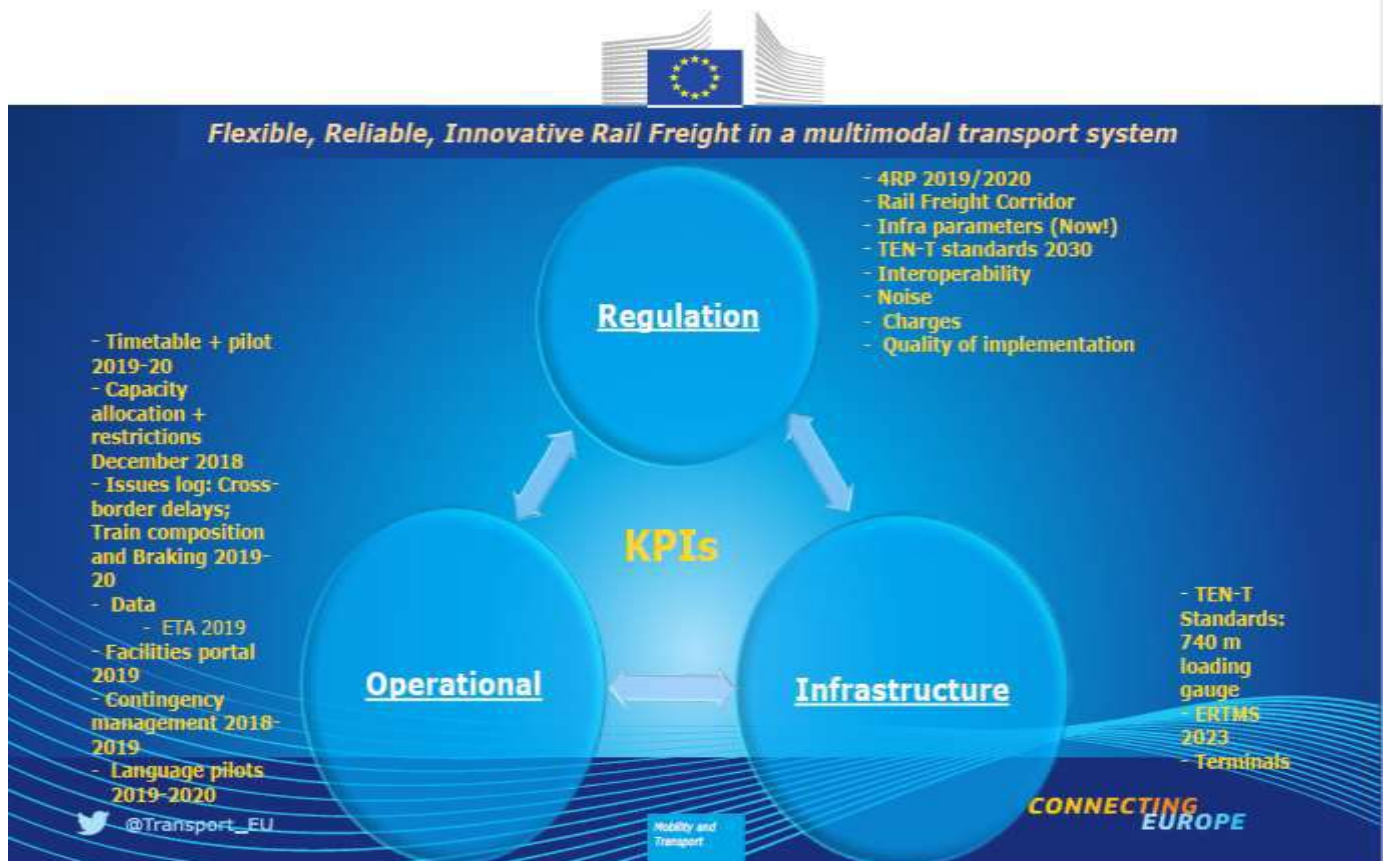 Flexible, Reliable, Innovative Rail Freight in a multimodal transport system
- 4RP 2019/2020
- Rail Freight Corridor
- Infra parameters (Now!)
- TEN-T standards 2030
- Interoperability
- Noise
- Charges
- Quality of implementation
Regulation
- Timetable + pilot
2019-20
- Capacity
allocation +
restrictions
December 2018
- Issues log: Cross-
border delays;
Train composition
and Braking 2019-
20
- Data
- ETA 2019
- Facilities portal
2019
- Contingency
management 2018-
2019
- Language pilots
2019-2020
KPIs
Operational
Infrastructure
- TEN-T
Standards:
740 m
loading
gauge
- ERTMS
2023
- Terminals
@Transport_EU
Mobility and
Transport
CONNECTING
EUROPE